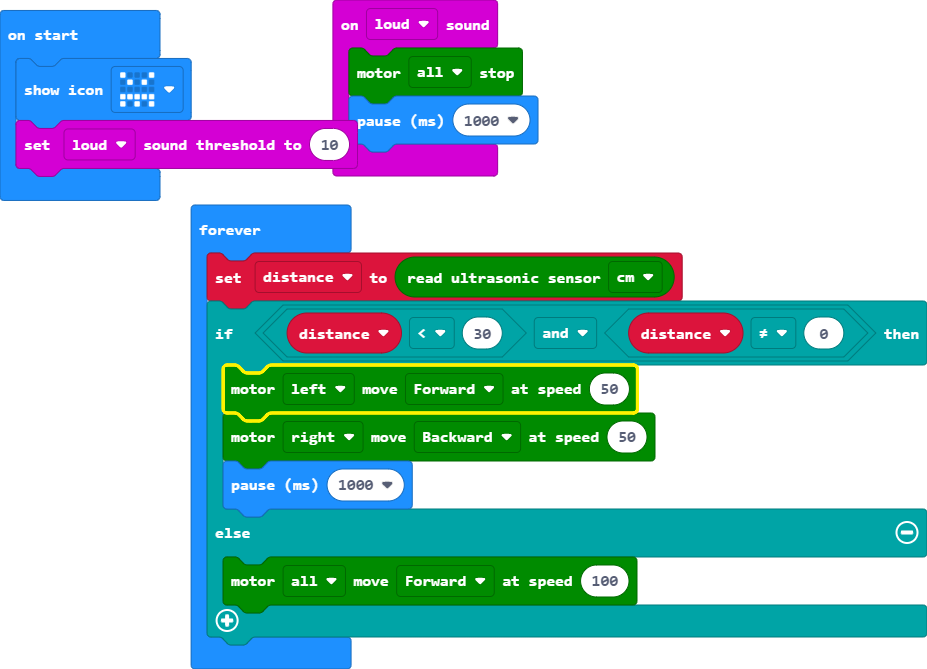 on start
show icon
set loud sound threshold to 10
on loud sound
motor all stop
pause (ms) 1000
forever
set distance to read ultrasonic sensor cm
if distance < 30 and distance ≠ 0 then
motor left move Forward at speed 50
motor right move Backward at speed 50
pause (ms) 1000
else
motor all move Forward at speed 100